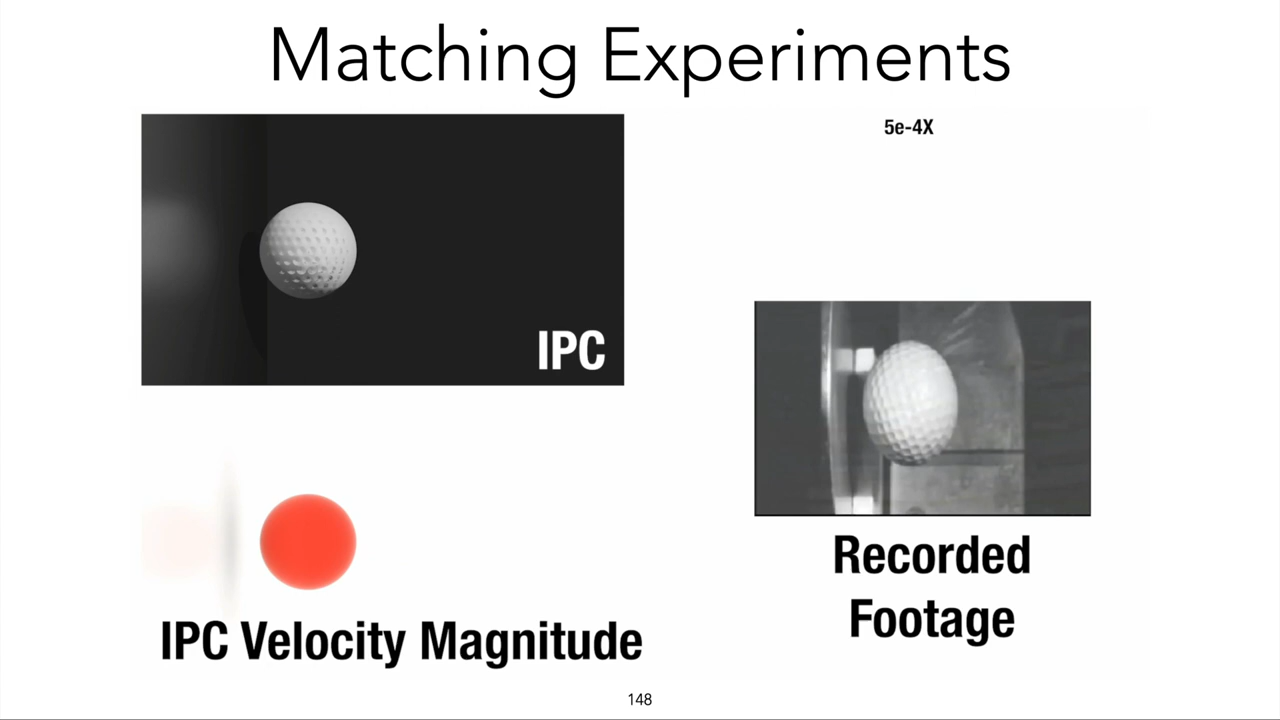 Matching Experiments
5e-4X
IPC
IPC Velocity Magnitude
Recorded
Footage
148